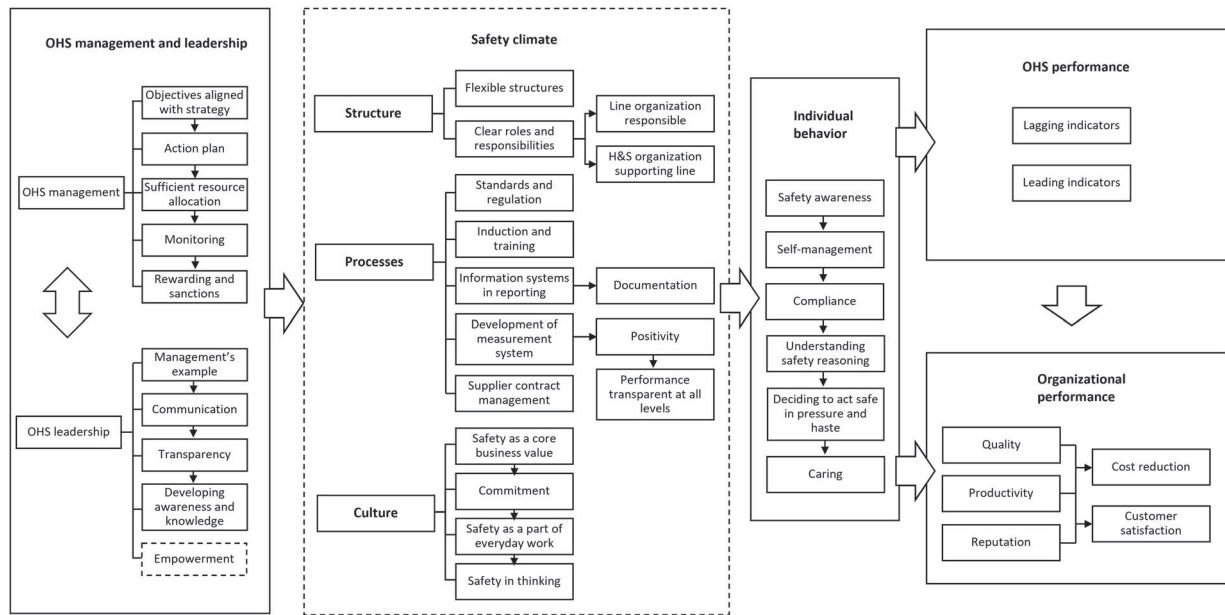 OHS management and leadership
Objectives aligned
with strategy
Action plan
OHS management
Sufficient resource
allocation
Monitoring
Rewarding and
sanctions
Management's
example
Communication
OHS leadership
Transparency
Developing
awareness and
knowledge
Empowerment
Safety climate
Structure
Flexible structures
Clear roles and
responsibilities
Line organization
responsible
H&S organization
supporting line
Processes
Standards and
regulation
Induction and
training
Information systems
in reporting
Documentation
Development of
measurement
system
Positivity
Performance
transparent at all
levels
Supplier contract
management
Culture
Safety as a core
business value
Commitment
Safety as a part of
everyday work
Safety in thinking
Individual
behavior
Safety awareness
Self-management
Compliance
Understanding
safety reasoning
Deciding to act safe
in pressure and
haste
Caring
OHS performance
Lagging indicators
Leading indicators
Organizational
performance
Quality
Productivity
Reputation
Cost reduction
Customer
satisfaction